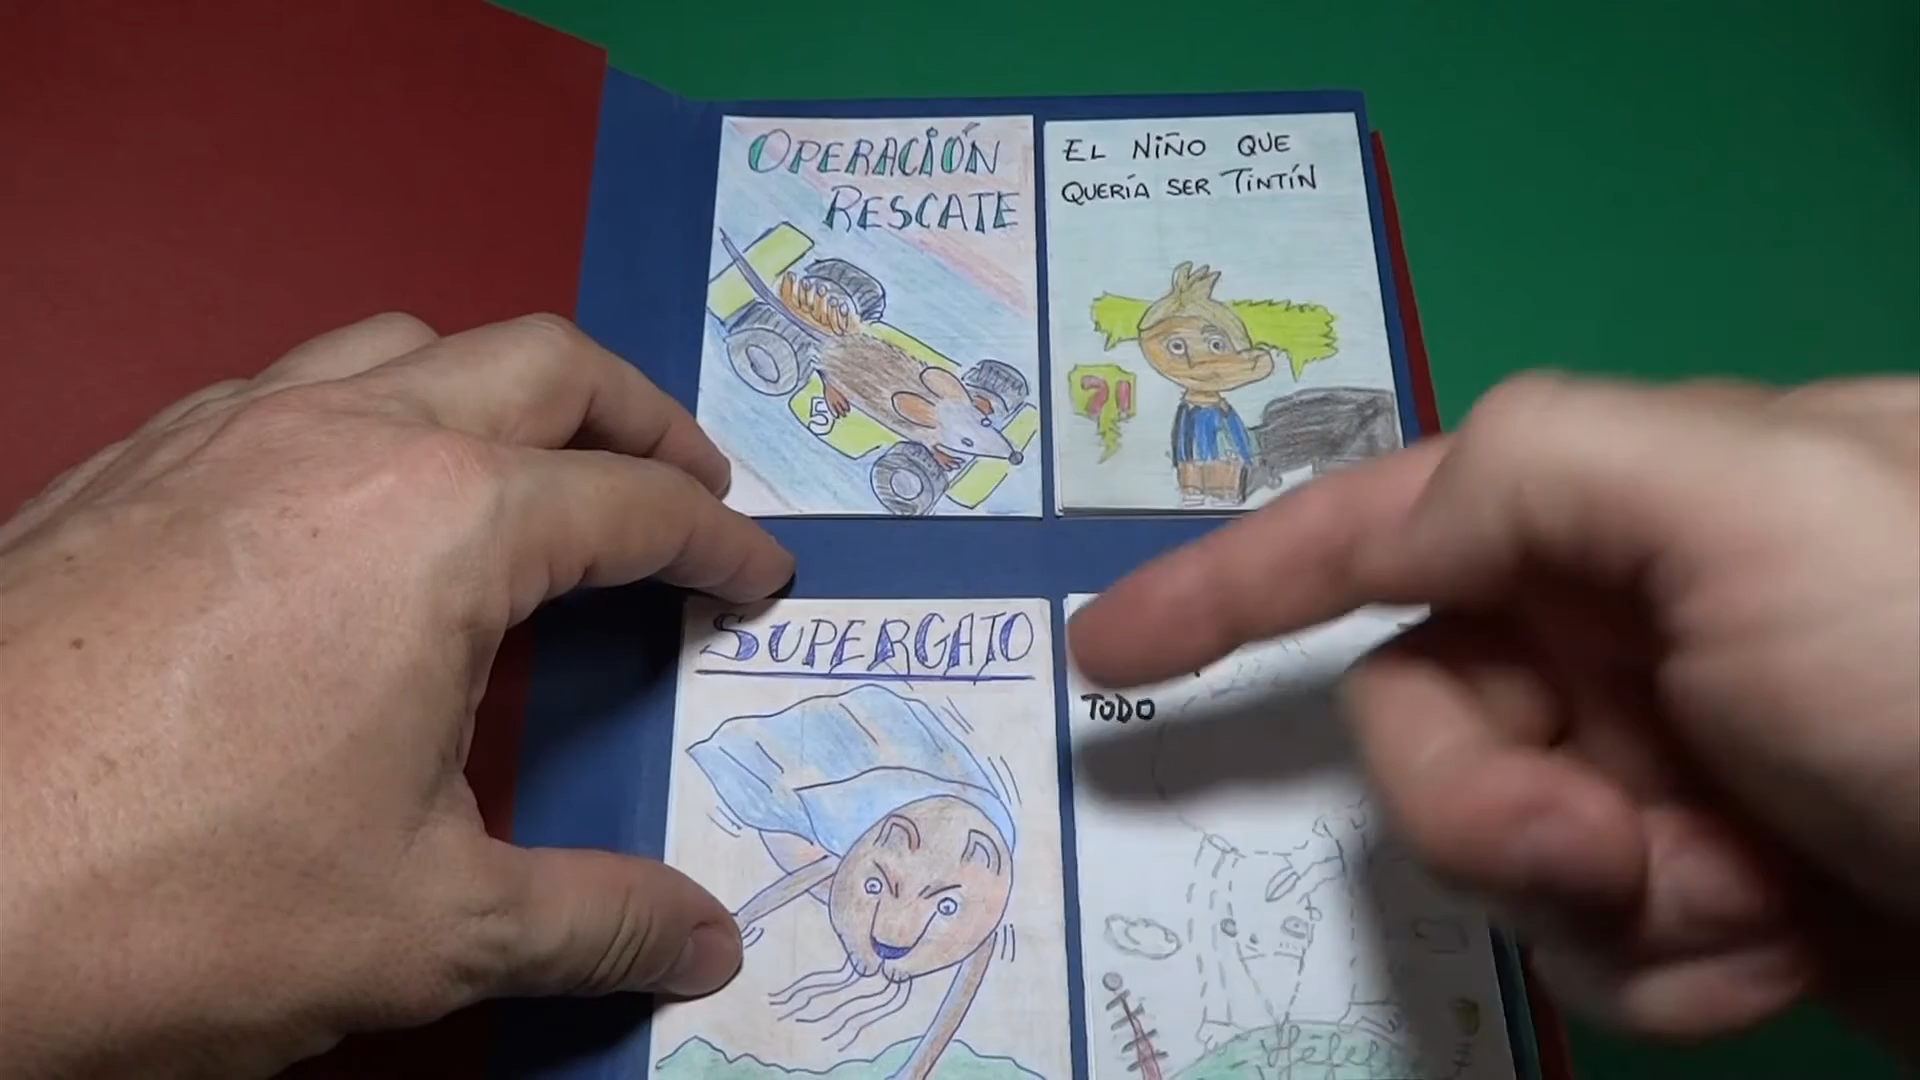 OPERACIÓN
RESCATE
EL NIÑO QUE
QUERÍA SER TINTÍN
?!
5
SUPERGATO
TODO